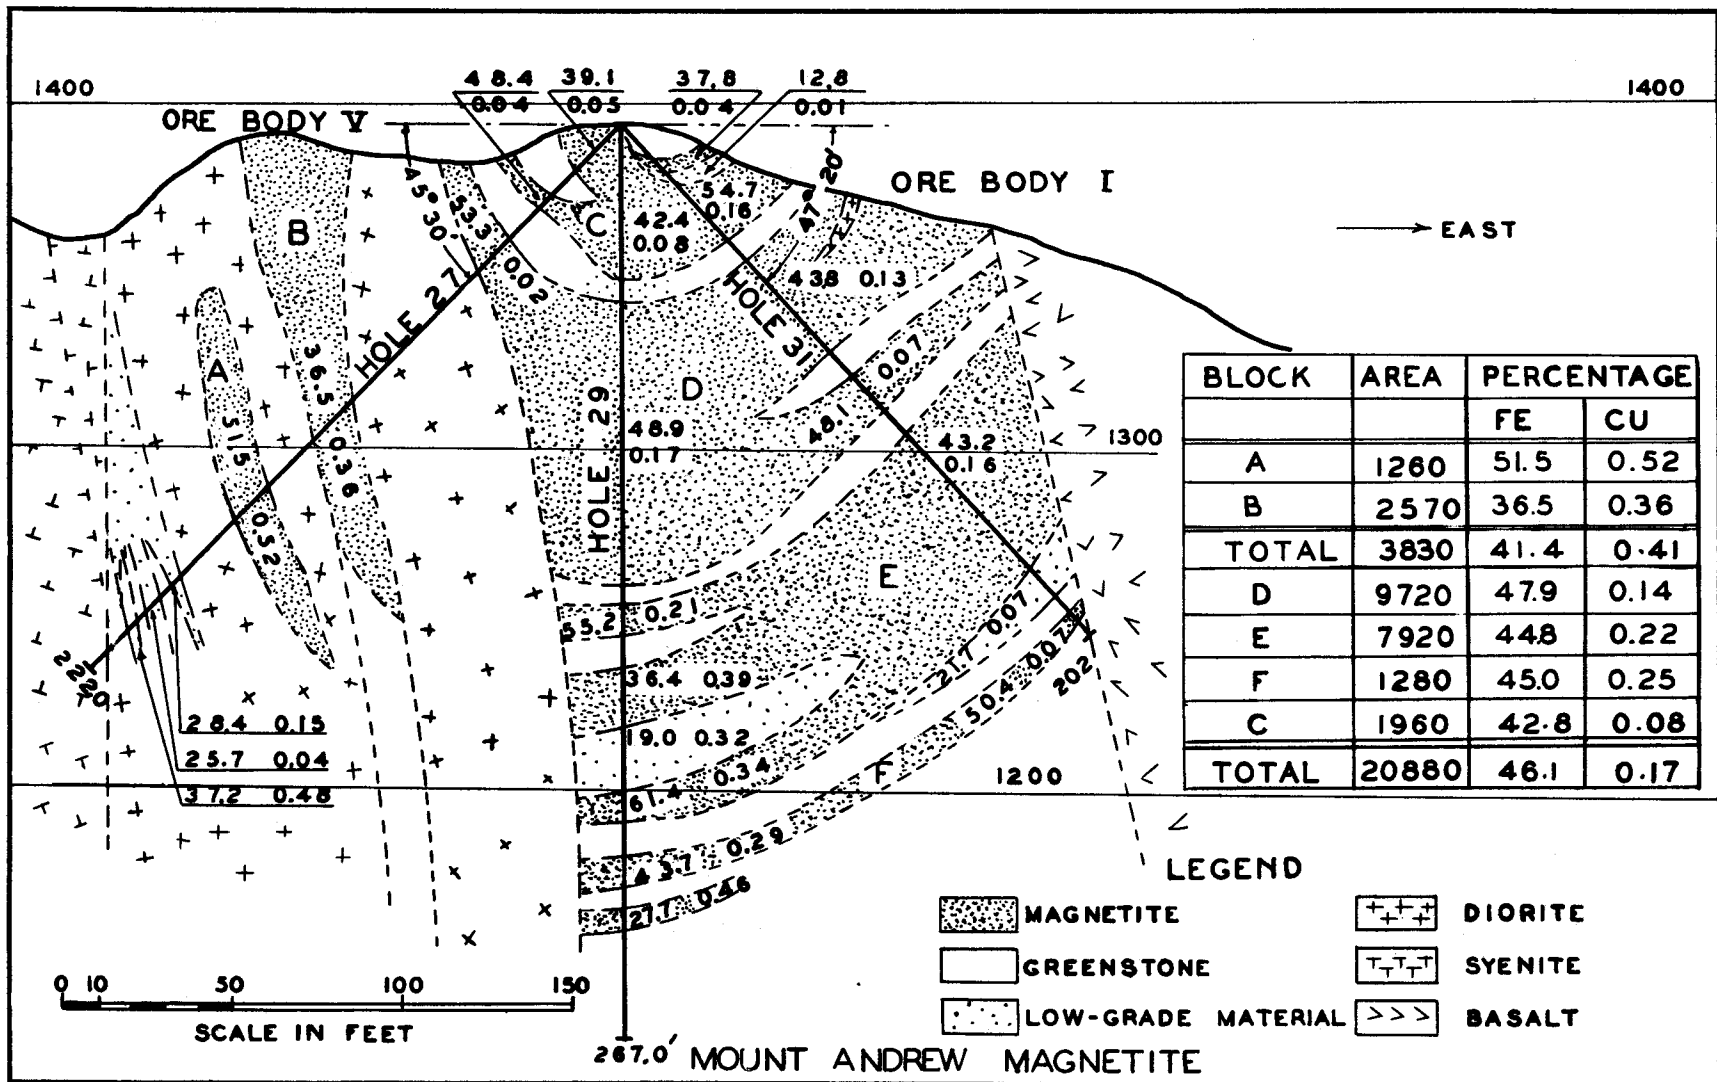 48.4 39.1 37.8 12.8
0.04 0.05 0.04 0.01
1400 1400
ORE BODY V
ORE BODY I
45° 30'
47° 20'
EAST
54.7
0.16
42.4
0.08
53.3 0.02
B
C
438 0.13
HOLE 27
HOLE 31
HOLE 29
A
36.5 0.36
51.5 0.52
D
48.9
0.17
48.1 0.07
43.2
0.16
1300
E
55.2 0.21
36.4 0.39
21.7 0.07
19.0 0.32
61.4 0.34
50.4 0.07
F
43.7 0.29
27.7 0.46
222.0
202
28.4 0.15
25.7 0.04
37.2 0.48
1200
BLOCK AREA PERCENTAGE
FE CU
A 1260 51.5 0.52
B 2570 36.5 0.36
TOTAL 3830 41.4 0.41
D 9720 47.9 0.14
E 7920 448 0.22
F 1280 45.0 0.25
C 1960 42.8 0.08
TOTAL 20880 46.1 0.17
LEGEND
MAGNETITE DIORITE
GREENSTONE SYENITE
LOW-GRADE MATERIAL BASALT
0 10 50 100 150
SCALE IN FEET
267.0'
MOUNT ANDREW MAGNETITE